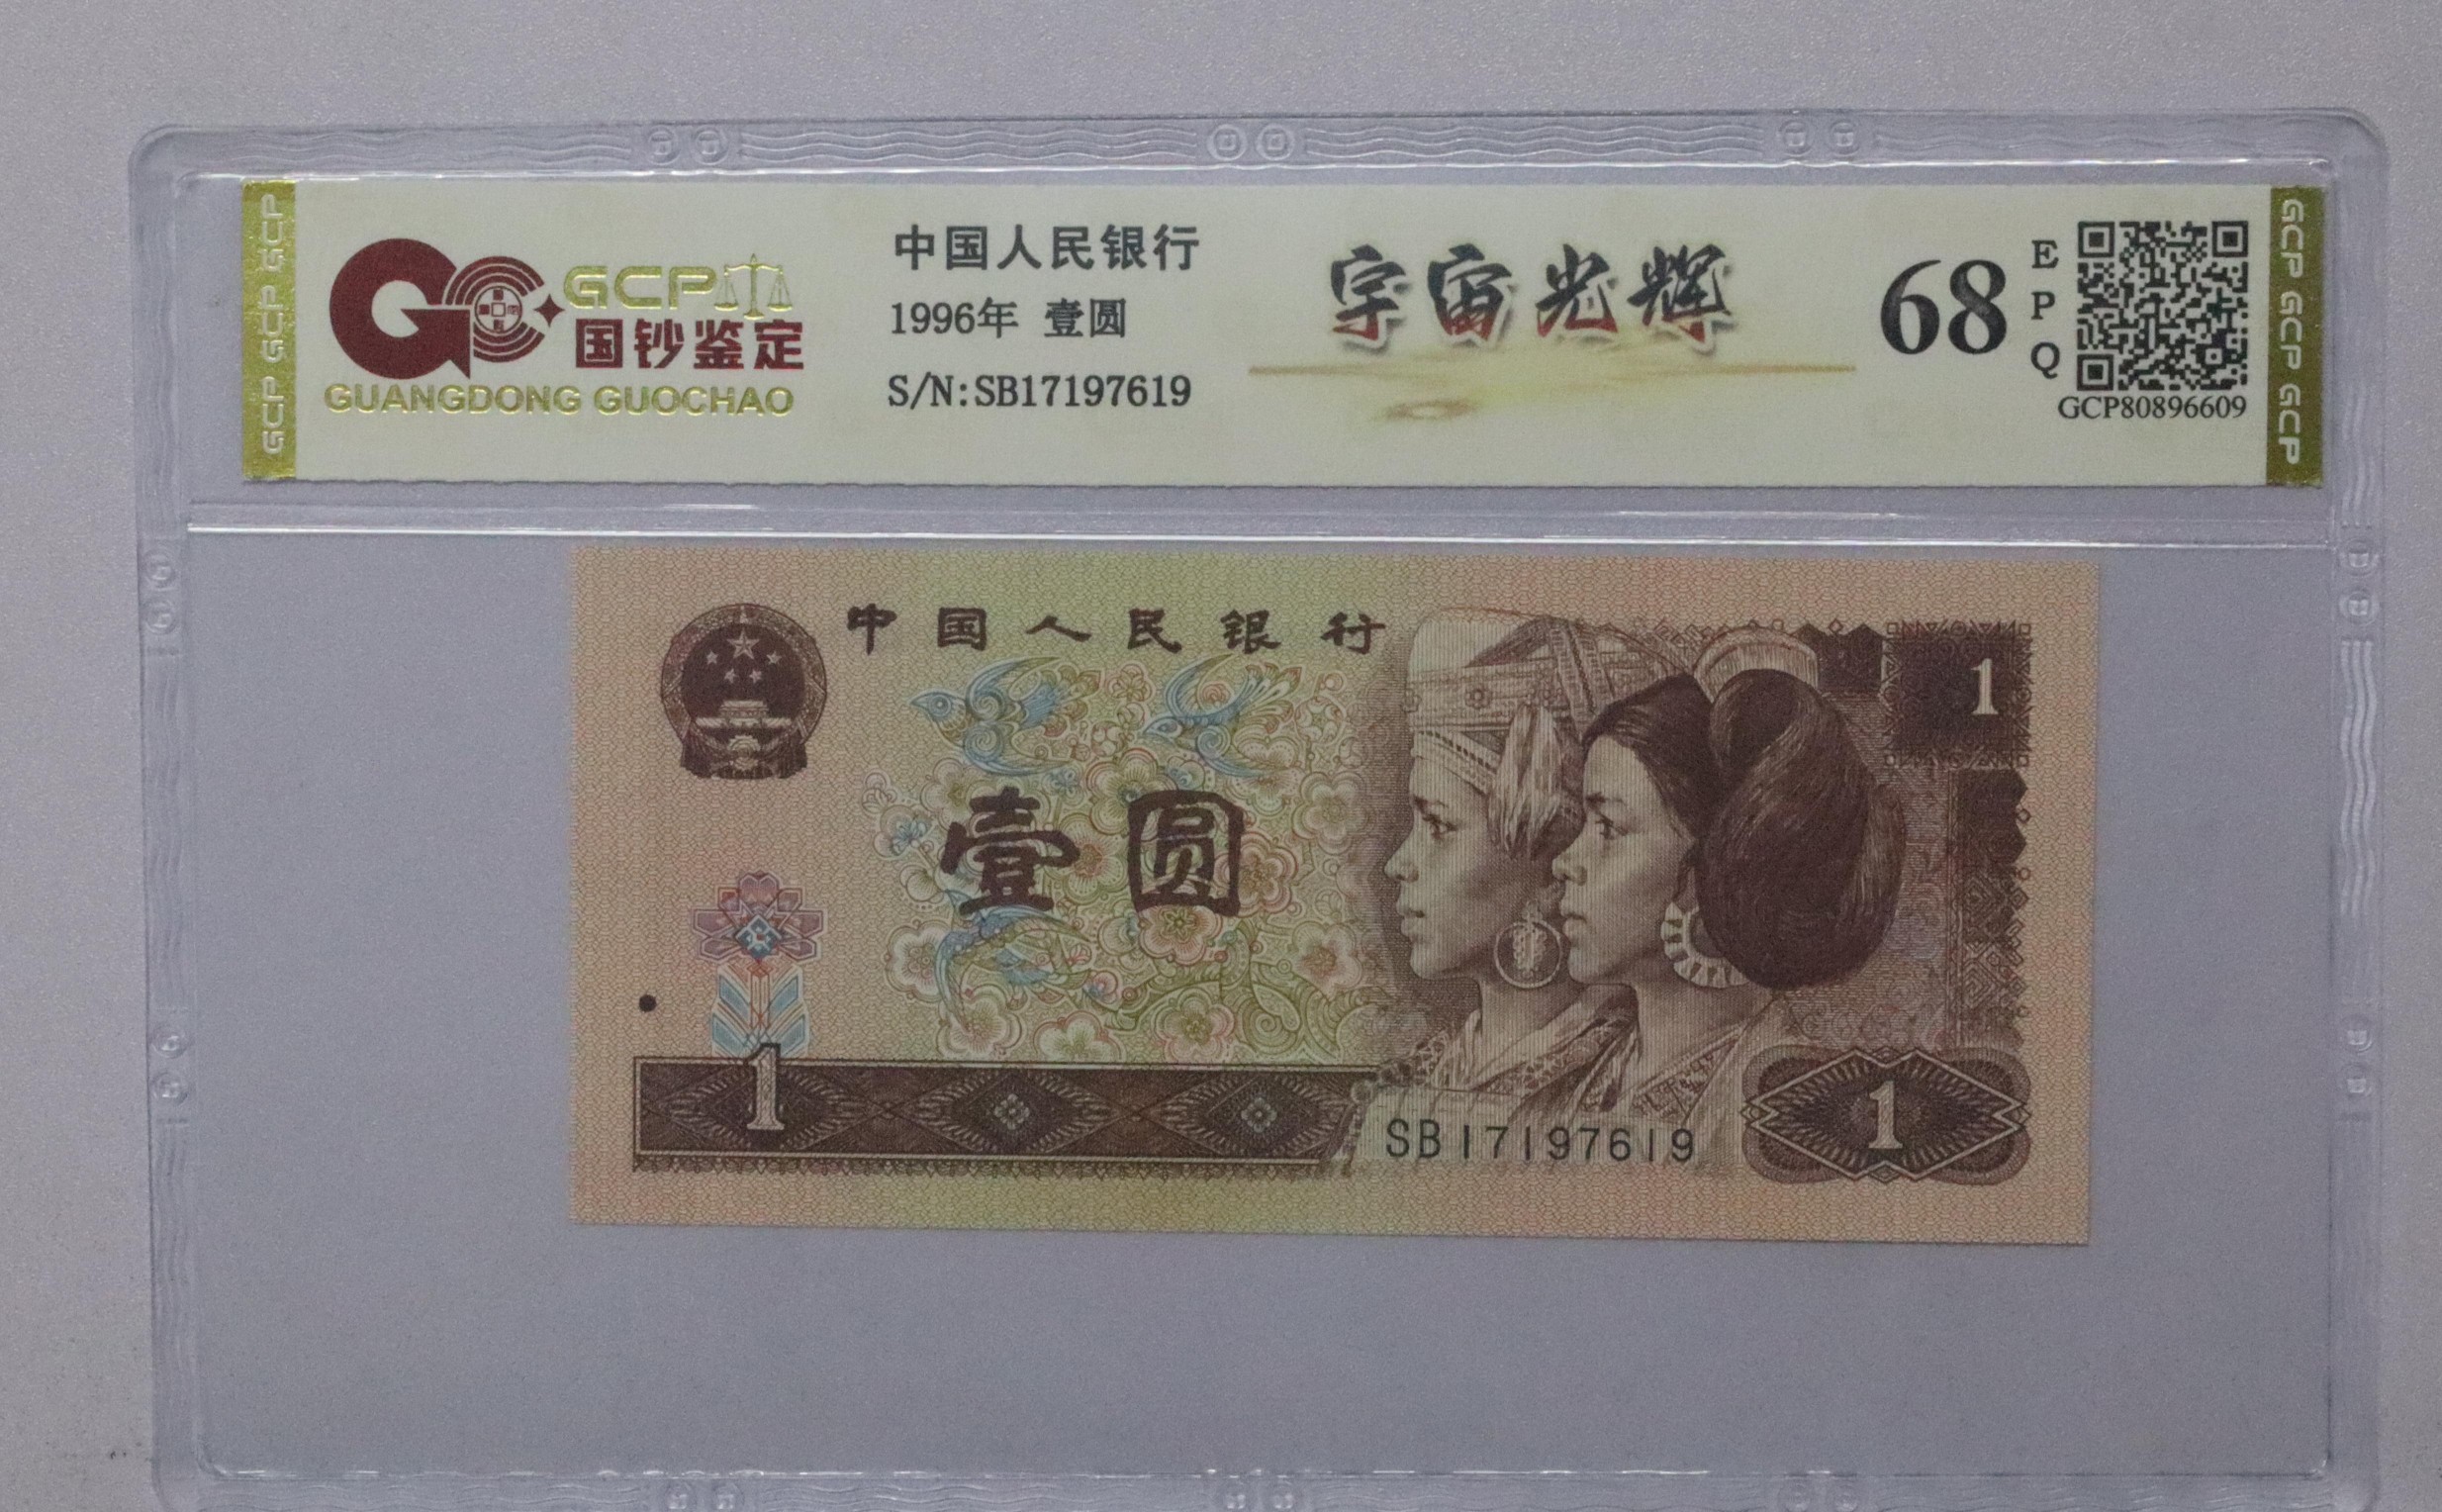 GCP GCP GCP
GCP
国钞鉴定
GUANGDONG GUOCHAO
中国人民银行
1996年 壹圆
S/N:SB17197619
宇宙光辉
68
EPQ
GCP80896609
GCP GCP GCP
中国人民银行
1
壹圆
1
SB17197619
1